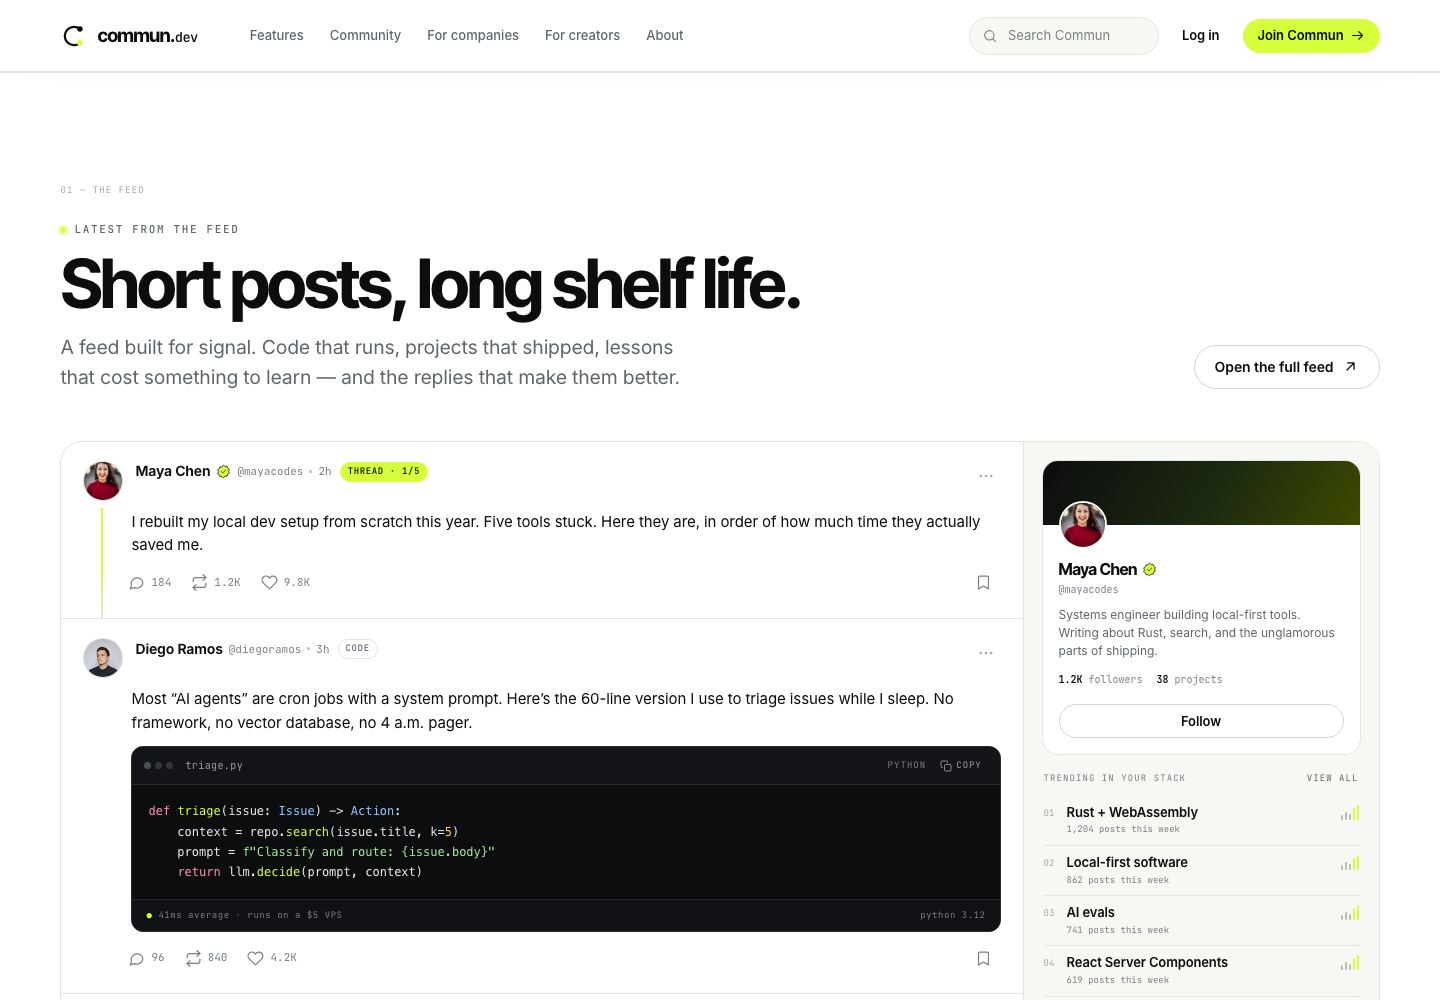 commun.dev
Features
Community
For companies
For creators
About
Search Commun
Log in
Join Commun →
01 — THE FEED
LATEST FROM THE FEED
Short posts, long shelf life.
A feed built for signal. Code that runs, projects that shipped, lessons
that cost something to learn — and the replies that make them better.
Open the full feed
Maya Chen @mayacodes • 2h THREAD · 1/5
I rebuilt my local dev setup from scratch this year. Five tools stuck. Here they are, in order of how much time they actually
saved me.
184 1.2K 9.8K
Diego Ramos @diegoramos • 3h CODE
Most “AI agents” are cron jobs with a system prompt. Here’s the 60-line version I use to triage issues while I sleep. No
framework, no vector database, no 4 a.m. pager.
triage.py
PYTHON COPY
def triage(issue: Issue) -> Action:
    context = repo.search(issue.title, k=5)
    prompt = f"Classify and route: {issue.body}"
    return llm.decide(prompt, context)
41ms average · runs on a $5 VPS
python 3.12
96 840 4.2K
Maya Chen
@mayacodes
Systems engineer building local-first tools.
Writing about Rust, search, and the unglamorous
parts of shipping.
1.2K followers 38 projects
Follow
TRENDING IN YOUR STACK
VIEW ALL
01 Rust + WebAssembly
1,204 posts this week
02 Local-first software
862 posts this week
03 AI evals
741 posts this week
04 React Server Components
619 posts this week